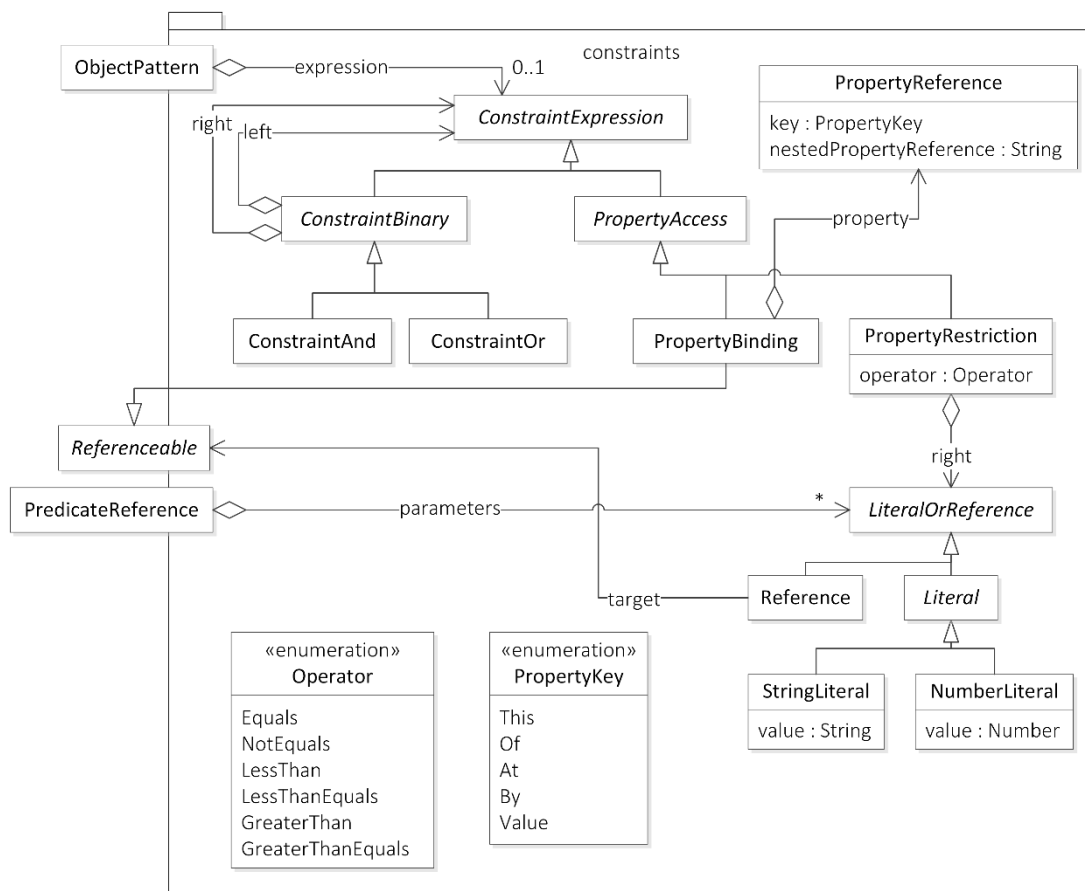 constraints
ObjectPattern
expression
0..1
PropertyReference
key : PropertyKey
nestedPropertyReference : String
ConstraintExpression
right
left
ConstraintBinary
PropertyAccess
property
ConstraintAnd
ConstraintOr
PropertyBinding
PropertyRestriction
operator : Operator
Referenceable
right
PredicateReference
parameters
*
LiteralOrReference
target
Reference
Literal
«enumeration»
Operator
Equals
NotEquals
LessThan
LessThanEquals
GreaterThan
GreaterThanEquals
«enumeration»
PropertyKey
This
Of
At
By
Value
StringLiteral
value : String
NumberLiteral
value : Number